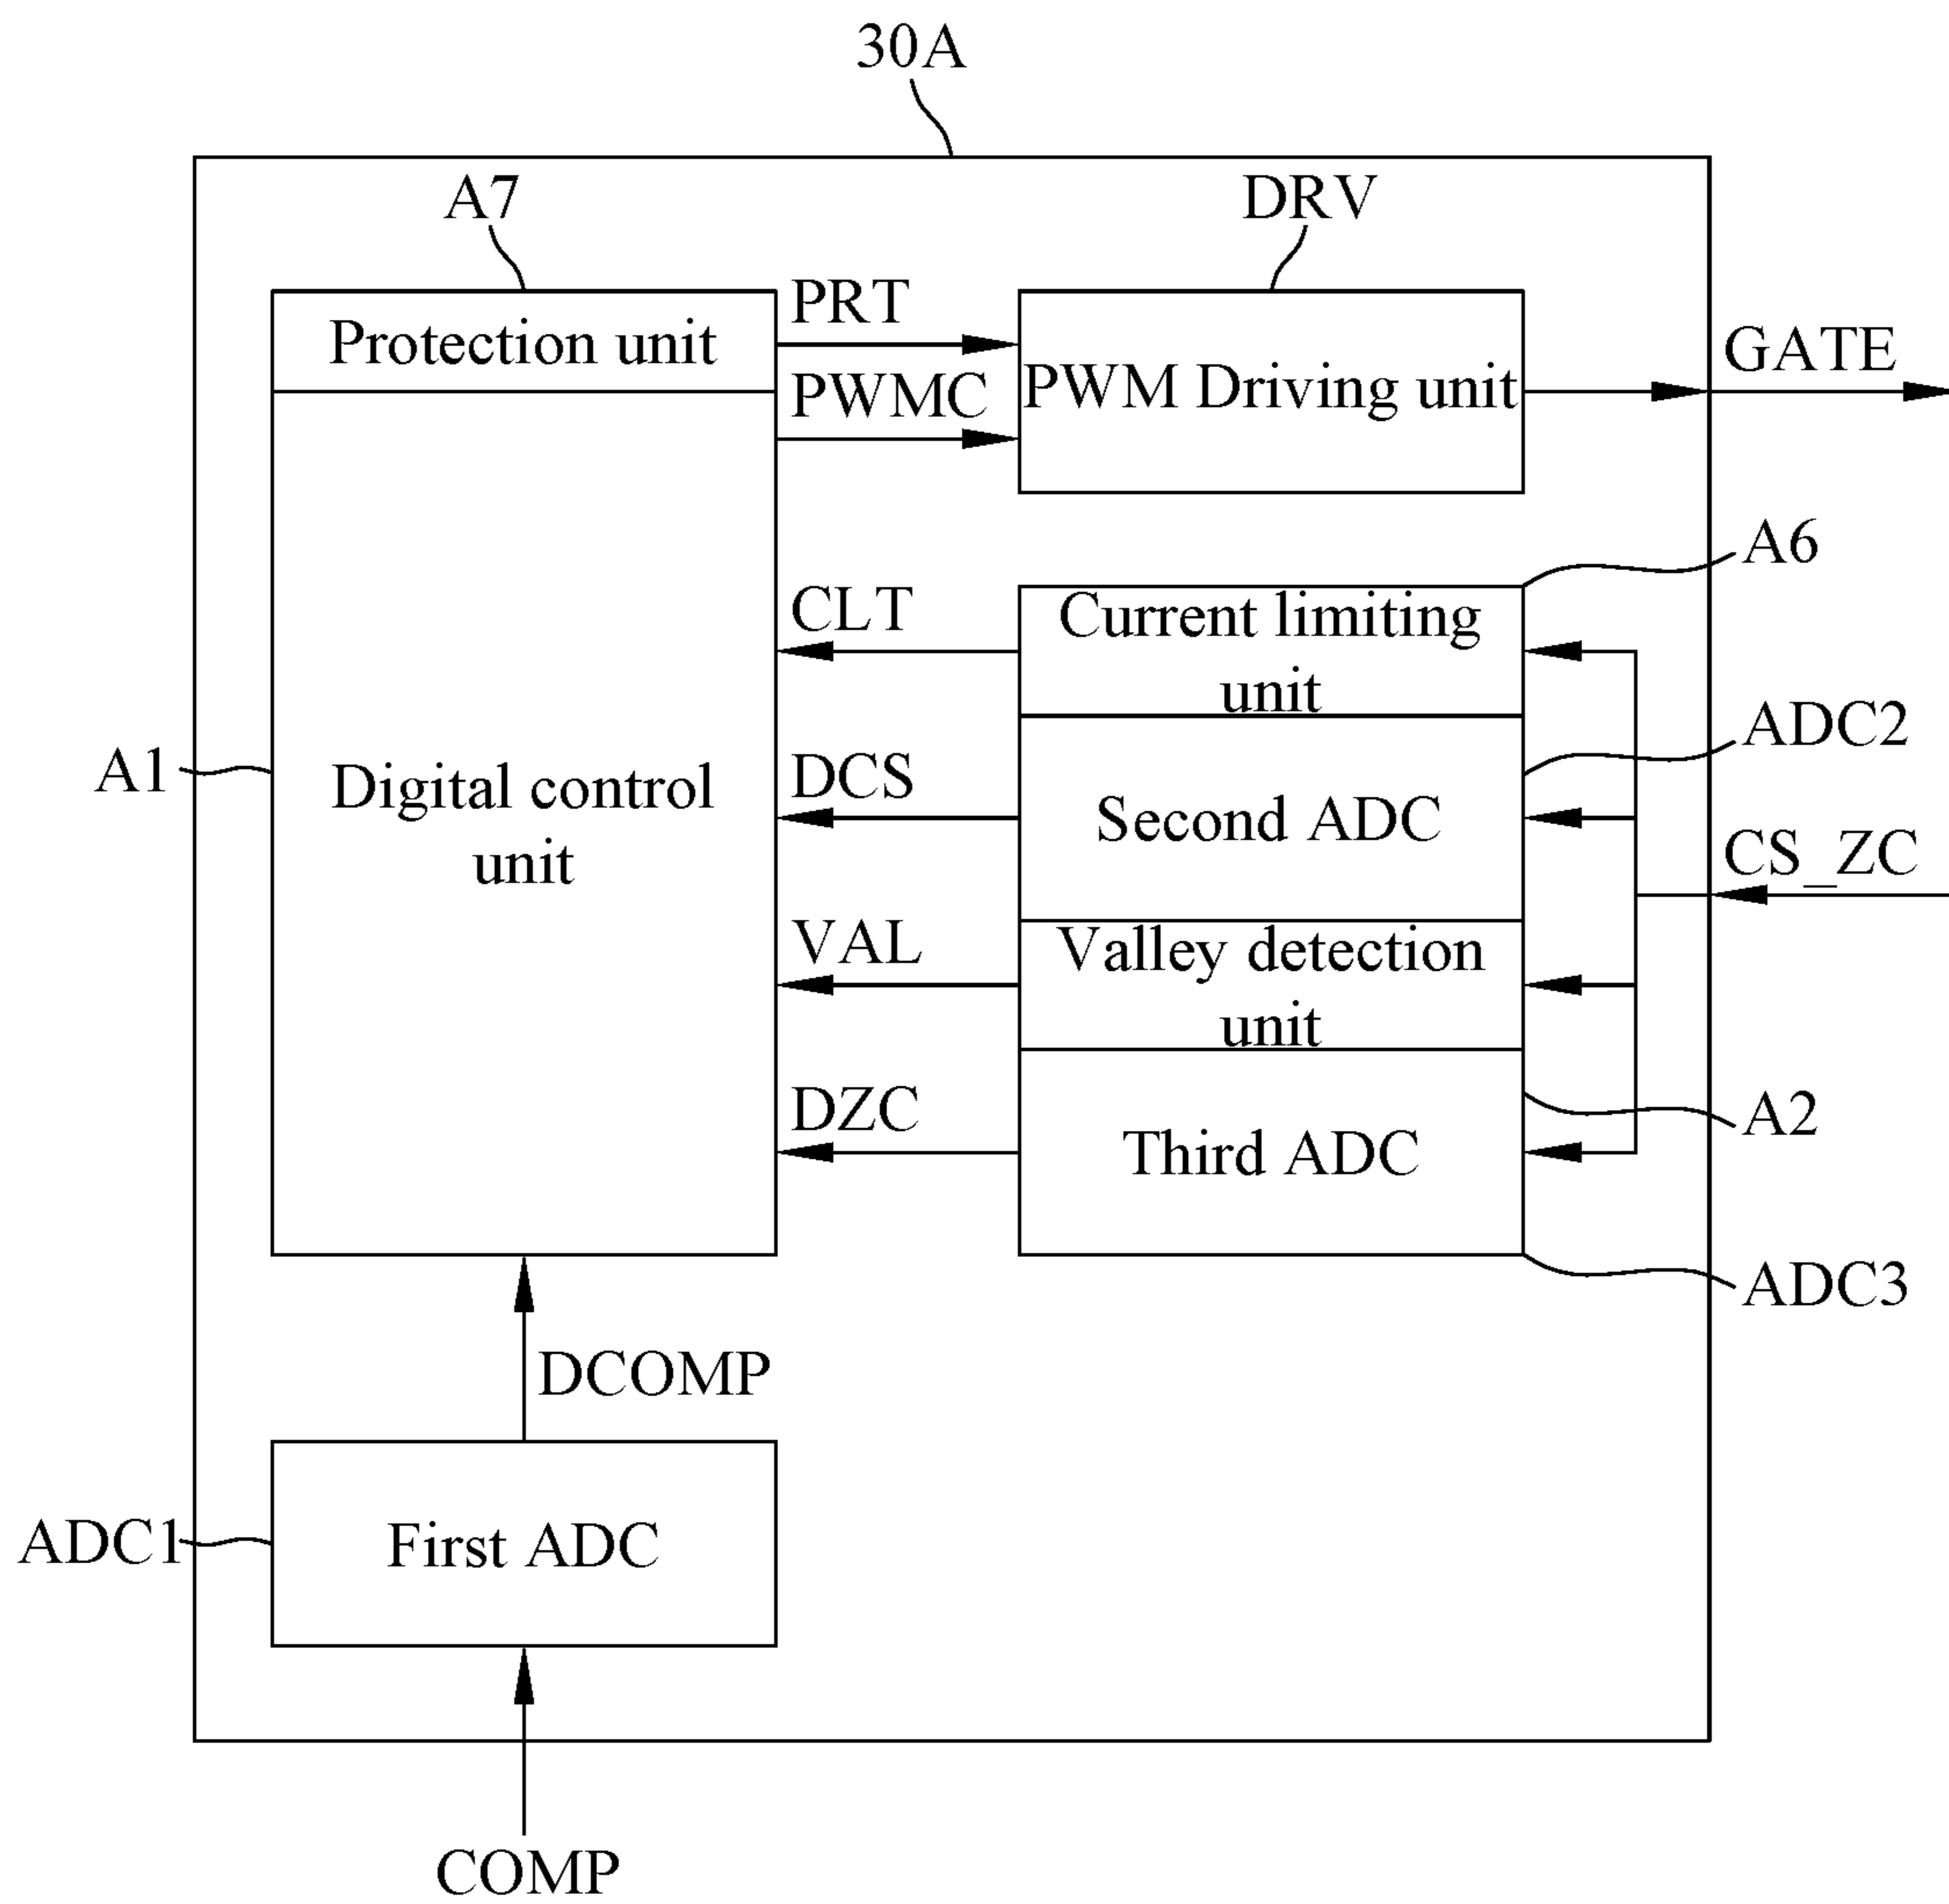 30A
A7
DRV
Protection unit
PRT
PWMC
PWM Driving unit
GATE
A6
CLT
Current limiting
unit
ADC2
A1
Digital control
unit
DCS
Second ADC
CS_ZC
VAL
Valley detection
unit
DZC
Third ADC
A2
ADC3
DCOMP
ADC1
First ADC
COMP